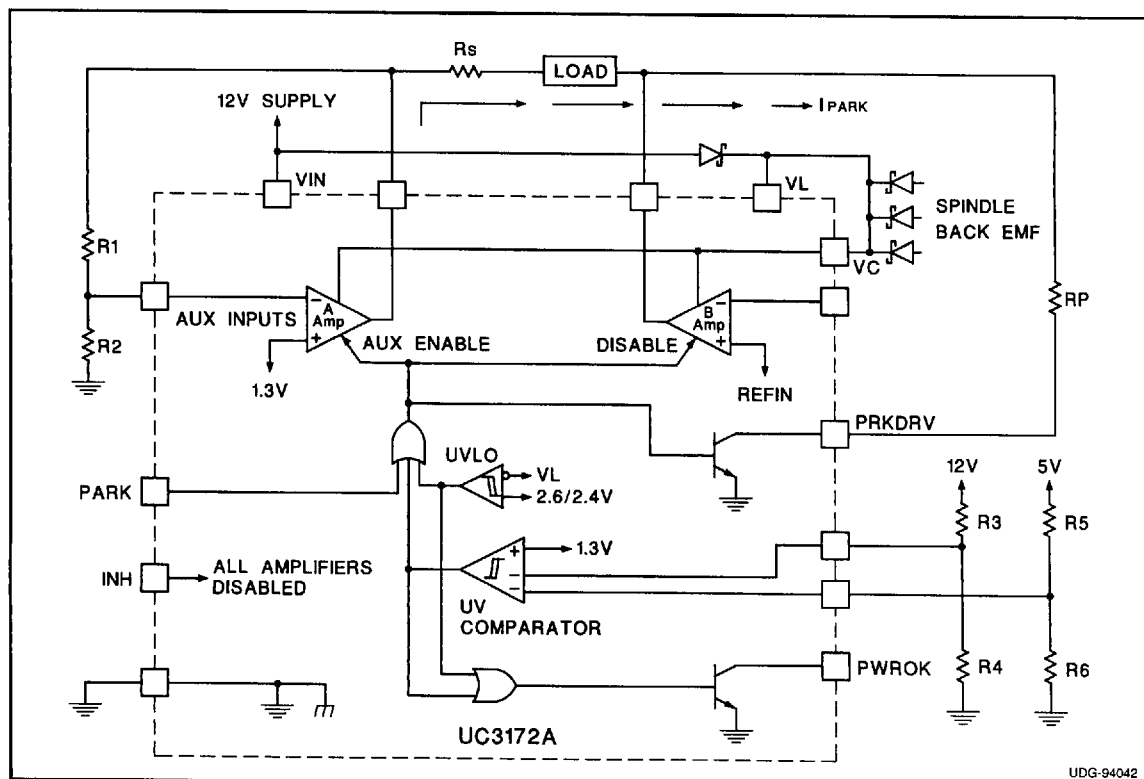 Rs
LOAD
12V SUPPLY
IPARK
VIN
VL
SPINDLE
BACK EMF
R1
VC
RP
AUX INPUTS
− A Amp +
− B Amp +
R2
AUX ENABLE
DISABLE
1.3V
REFIN
PRKDRV
UVLO
VL
2.6/2.4V
12V
5V
PARK
R3
R5
+
1.3V
−
−
INH
ALL AMPLIFIERS
DISABLED
UV
COMPARATOR
PWROK
R4
R6
UC3172A
UDG-94042